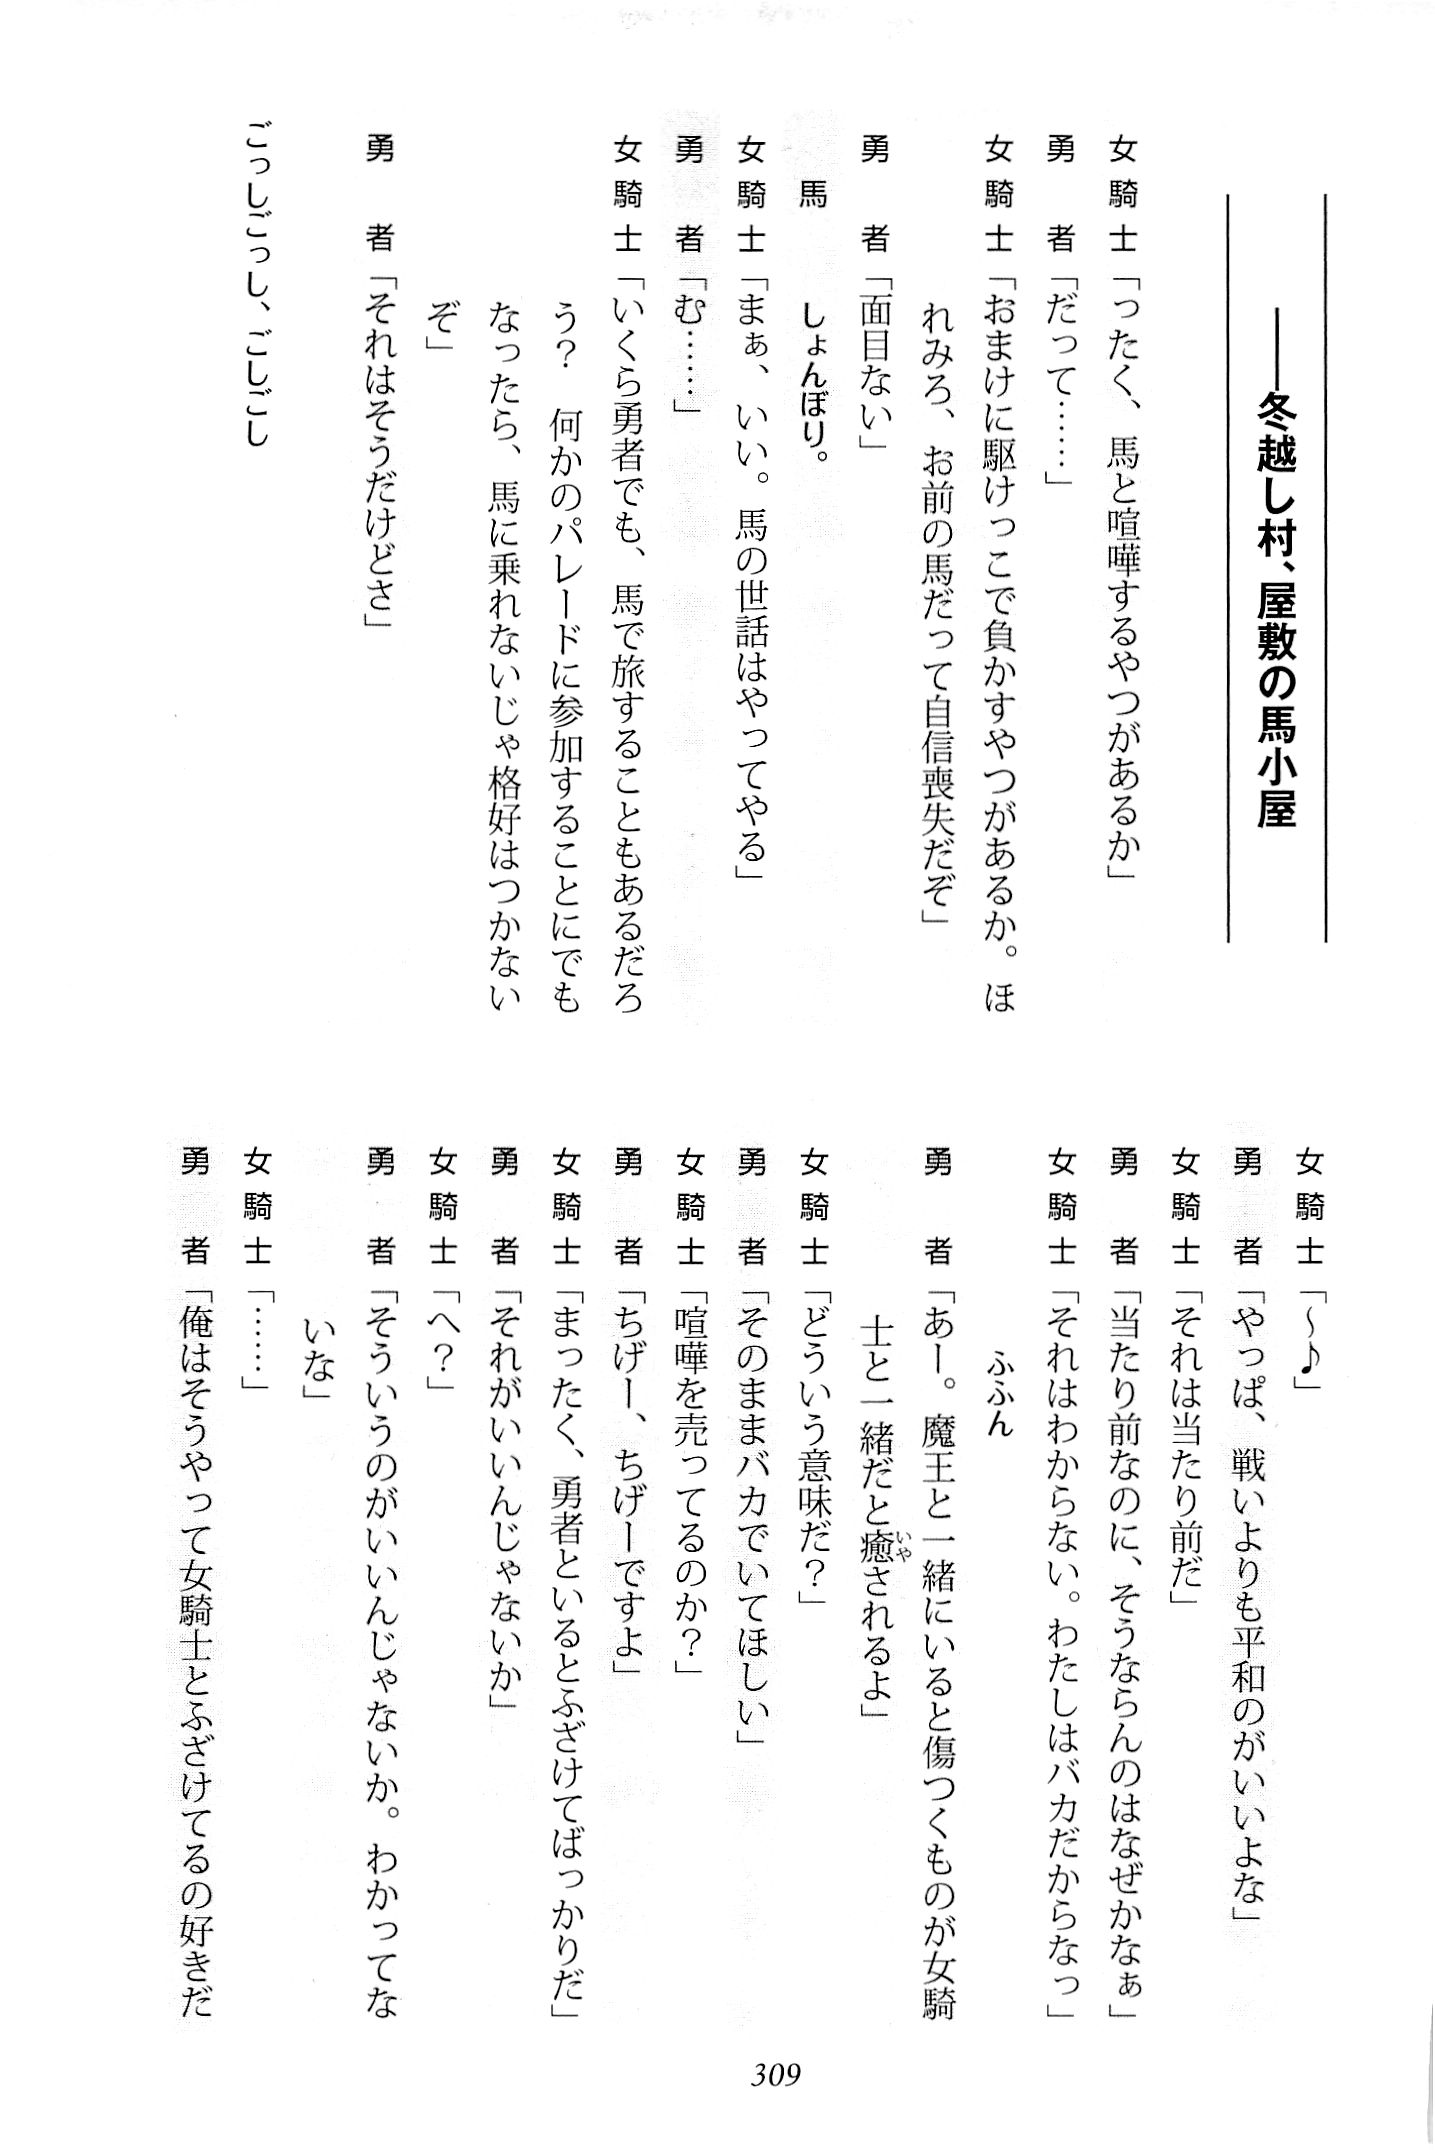 ――冬越し村、屋敷の馬小屋
女騎士「ったく、馬と喧嘩するやつがあるか」
勇　者「だって……」
女騎士「おまけに駆けっこで負かすやつがあるか。ほ
れみろ、お前の馬だって自信喪失だぞ」
勇　者「面目ない」
馬　しょんぼり。
女騎士「まぁ、いい。馬の世話はやってやる」
勇　者「む……」
女騎士「いくら勇者でも、馬で旅することもあるだろ
う？　何かのパレードに参加することにでも
なったら、馬に乗れないじゃ格好はつかない
ぞ」
勇　者「それはそうだけどさ」
ごっしごっし、ごしごし
女騎士「～♪」
勇　者「やっぱ、戦いよりも平和のがいいよな」
女騎士「それは当たり前だ」
勇　者「当たり前なのに、そうならんのはなぜかなぁ」
女騎士「それはわからない。わたしはバカだからなっ」
ふふん
勇　者「あー。魔王と一緒にいると傷つくものが女騎
士と一緒だと癒されるよ」
いや
女騎士「どういう意味だ？」
勇　者「そのままバカでいてほしい」
女騎士「喧嘩を売ってるのか？」
勇　者「ちげー、ちげーですよ」
女騎士「まったく、勇者といるとふざけてばっかりだ」
勇　者「それがいいんじゃないか」
女騎士「へ？」
勇　者「そういうのがいいんじゃないか。わかってな
いな」
女騎士「……」
勇　者「俺はそうやって女騎士とふざけてるの好きだ
309